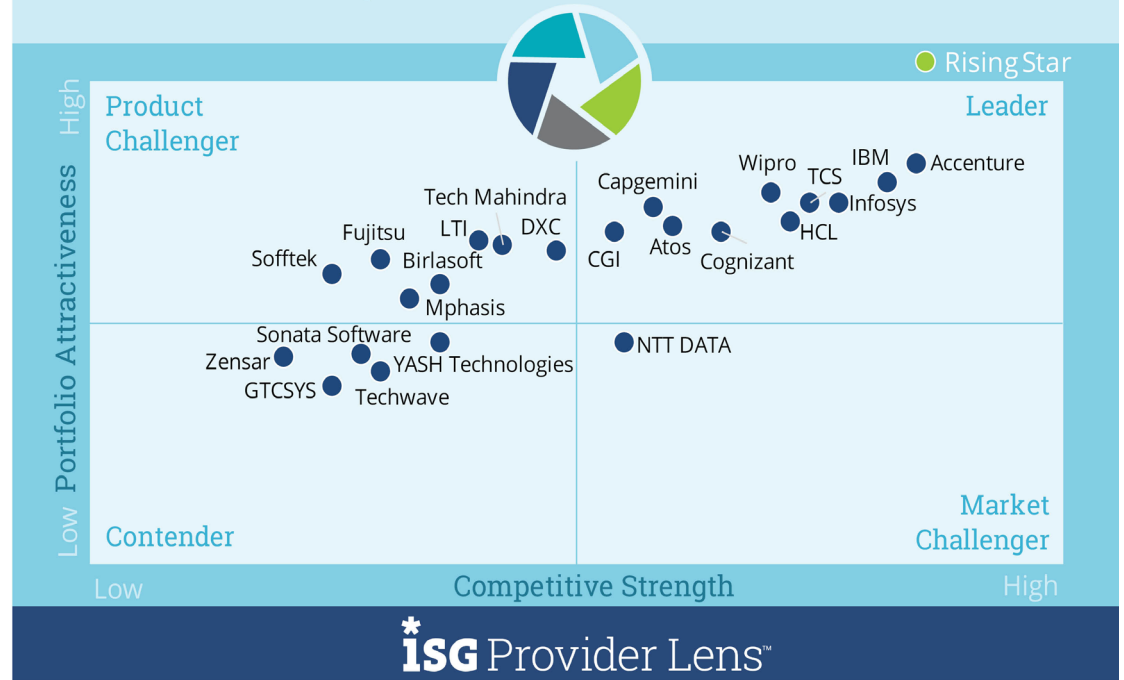 Rising Star
High
Product
Challenger
Leader
Wipro
IBM
Accenture
TCS
Capgemini
Infosys
Tech Mahindra
LTI
DXC
HCL
Fujitsu
Atos
CGI
Cognizant
Sofftek
Birlasoft
Mphasis
Portfolio Attractiveness
Sonata Software
NTT DATA
Zensar
YASH Technologies
GTCSYS
Techwave
Low
Contender
Market
Challenger
Low
Competitive Strength
High
iSG Provider Lens™